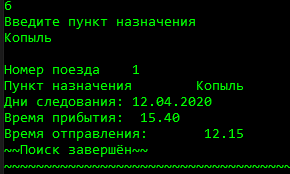 6
Введите пункт назначения
Копыль
Номер поезда 1
Пункт назначения Копыль
Дни следования: 12.04.2020
Время прибытия: 15.40
Время отправления: 12.15
~~Поиск завершён~~
~~~~~~~~~~~~~~~~~~~~~~~~~~~~~~~~~~~~